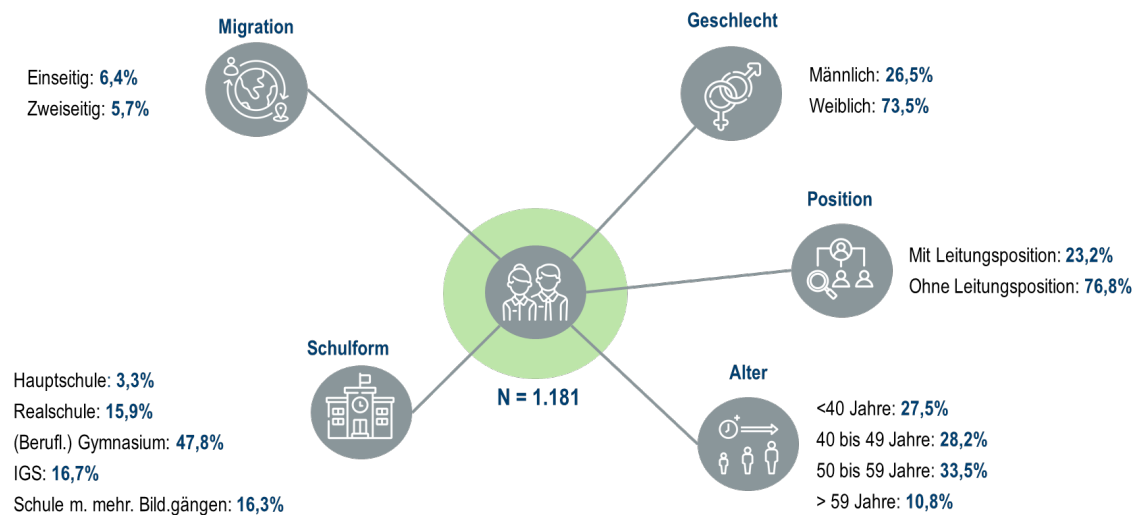 Migration
Einseitig: 6,4%
Zweiseitig: 5,7%
Geschlecht
Männlich: 26,5%
Weiblich: 73,5%
Position
Mit Leitungsposition: 23,2%
Ohne Leitungsposition: 76,8%
N = 1.181
Schulform
Hauptschule: 3,3%
Realschule: 15,9%
(Berufl.) Gymnasium: 47,8%
IGS: 16,7%
Schule m. mehr. Bild.gängen: 16,3%
Alter
<40 Jahre: 27,5%
40 bis 49 Jahre: 28,2%
50 bis 59 Jahre: 33,5%
> 59 Jahre: 10,8%